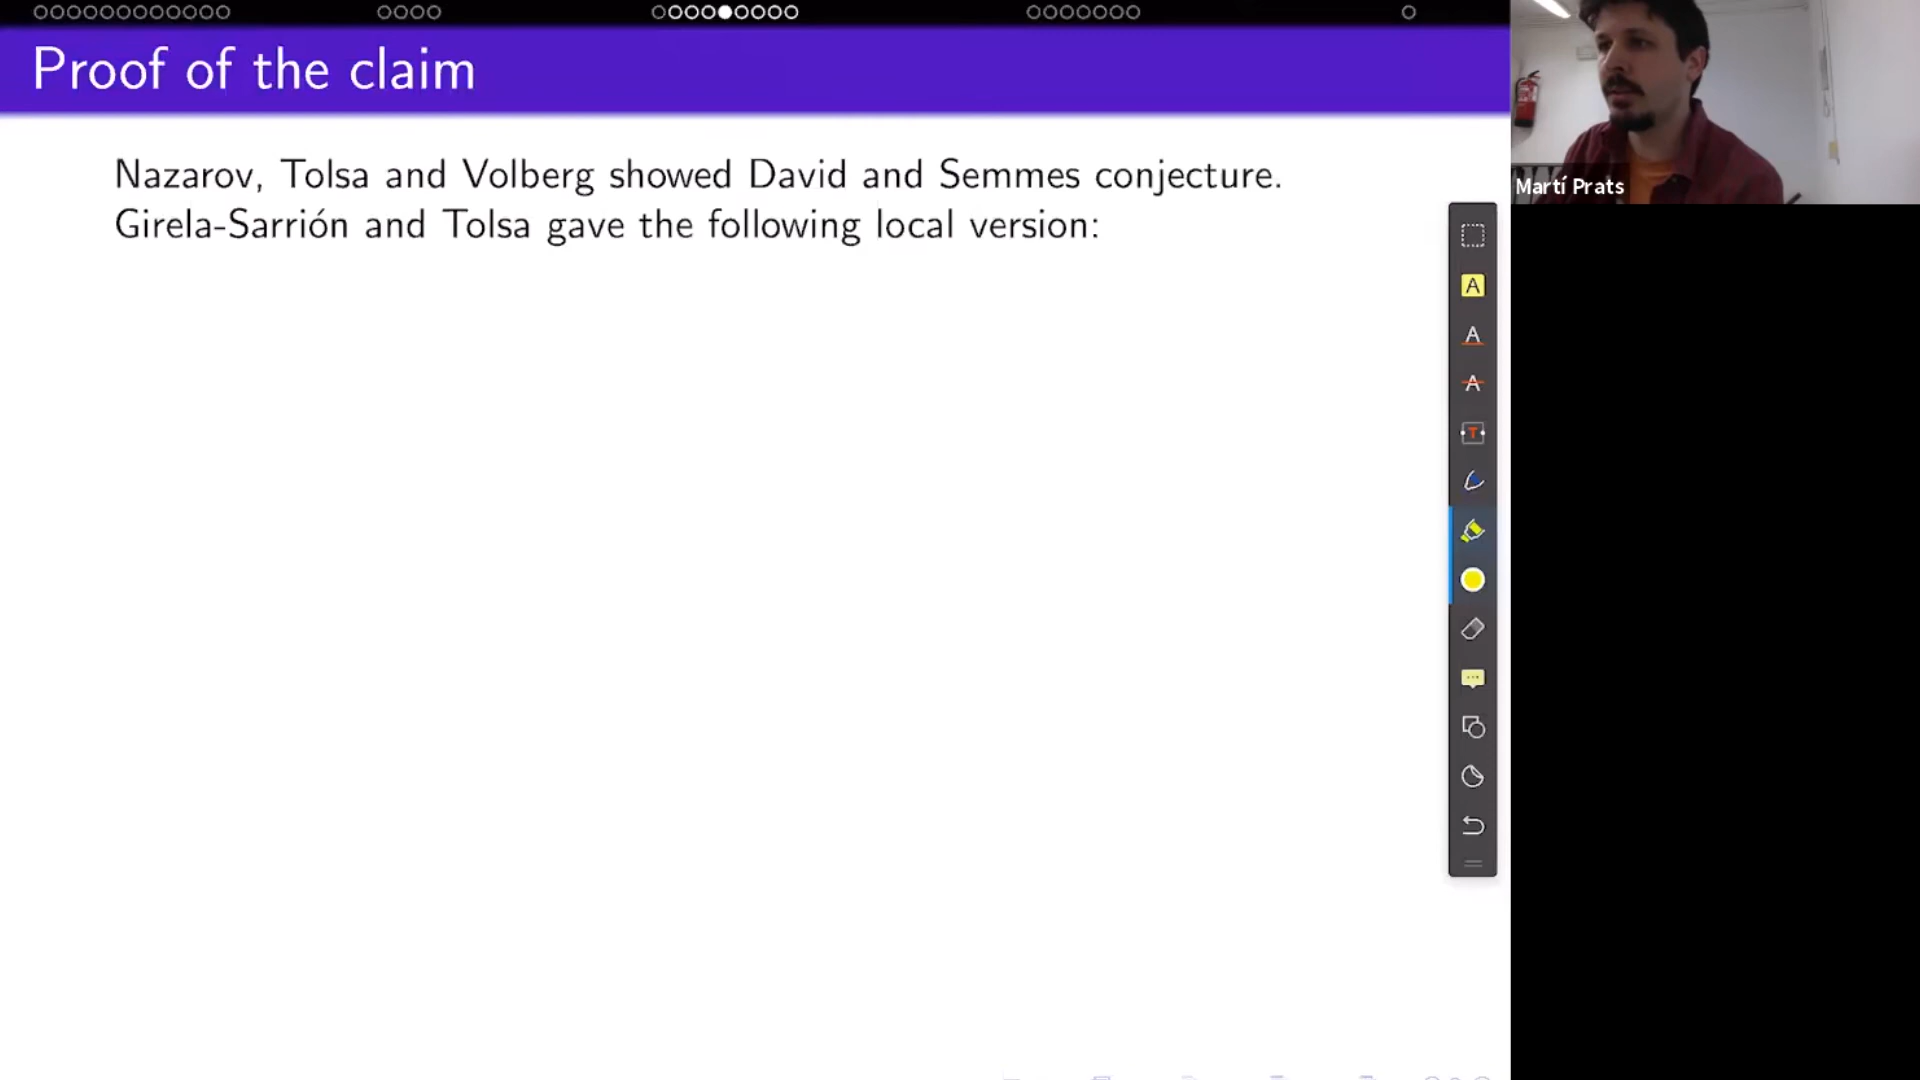 Proof of the claim
Nazarov, Tolsa and Volberg showed David and Semmes conjecture.
Girela-Sarrión and Tolsa gave the following local version:
Martí Prats
A
A
A
T